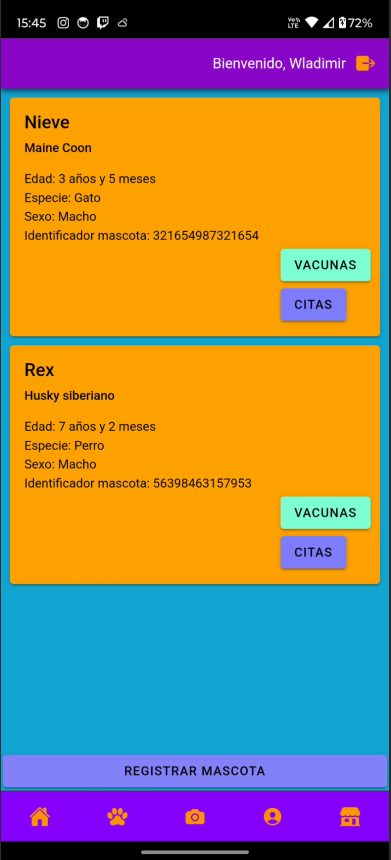 15:45 Vo)) LTE 72%
Bienvenido, Wladimir
Nieve
Maine Coon
Edad: 3 años y 5 meses
Especie: Gato
Sexo: Macho
Identificador mascota: 321654987321654
VACUNAS
CITAS
Rex
Husky siberiano
Edad: 7 años y 2 meses
Especie: Perro
Sexo: Macho
Identificador mascota: 56398463157953
VACUNAS
CITAS
REGISTRAR MASCOTA